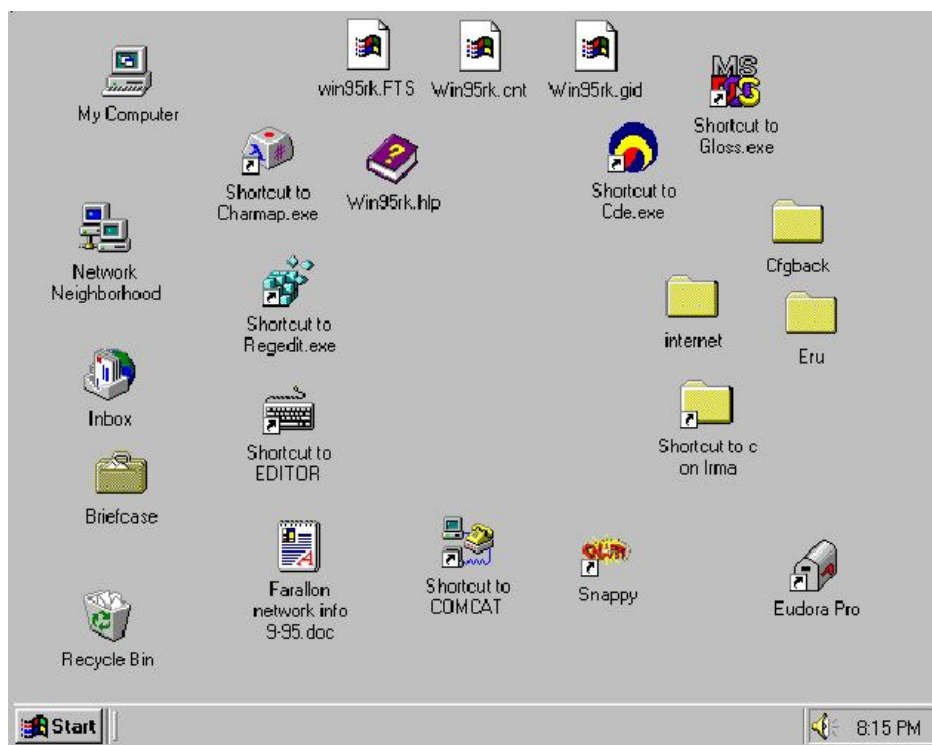 My Computer
win95rk.FTS
Win95rk.cnt
Win95rk.gid
MS
Shortcut to
Gloss.exe
Shortcut to
Charmap.exe
Win95rk.hlp
Shortcut to
Cde.exe
Network
Neighborhood
Shortcut to
Regedit.exe
Cfgback
internet
Eru
Inbox
Shortcut to
EDITOR
Shortcut to c
on Irma
Briefcase
Farallon
network info
9-95.doc
Shortcut to
COMCAT
Snappy
Eudora Pro
Recycle Bin
Start
8:15 PM